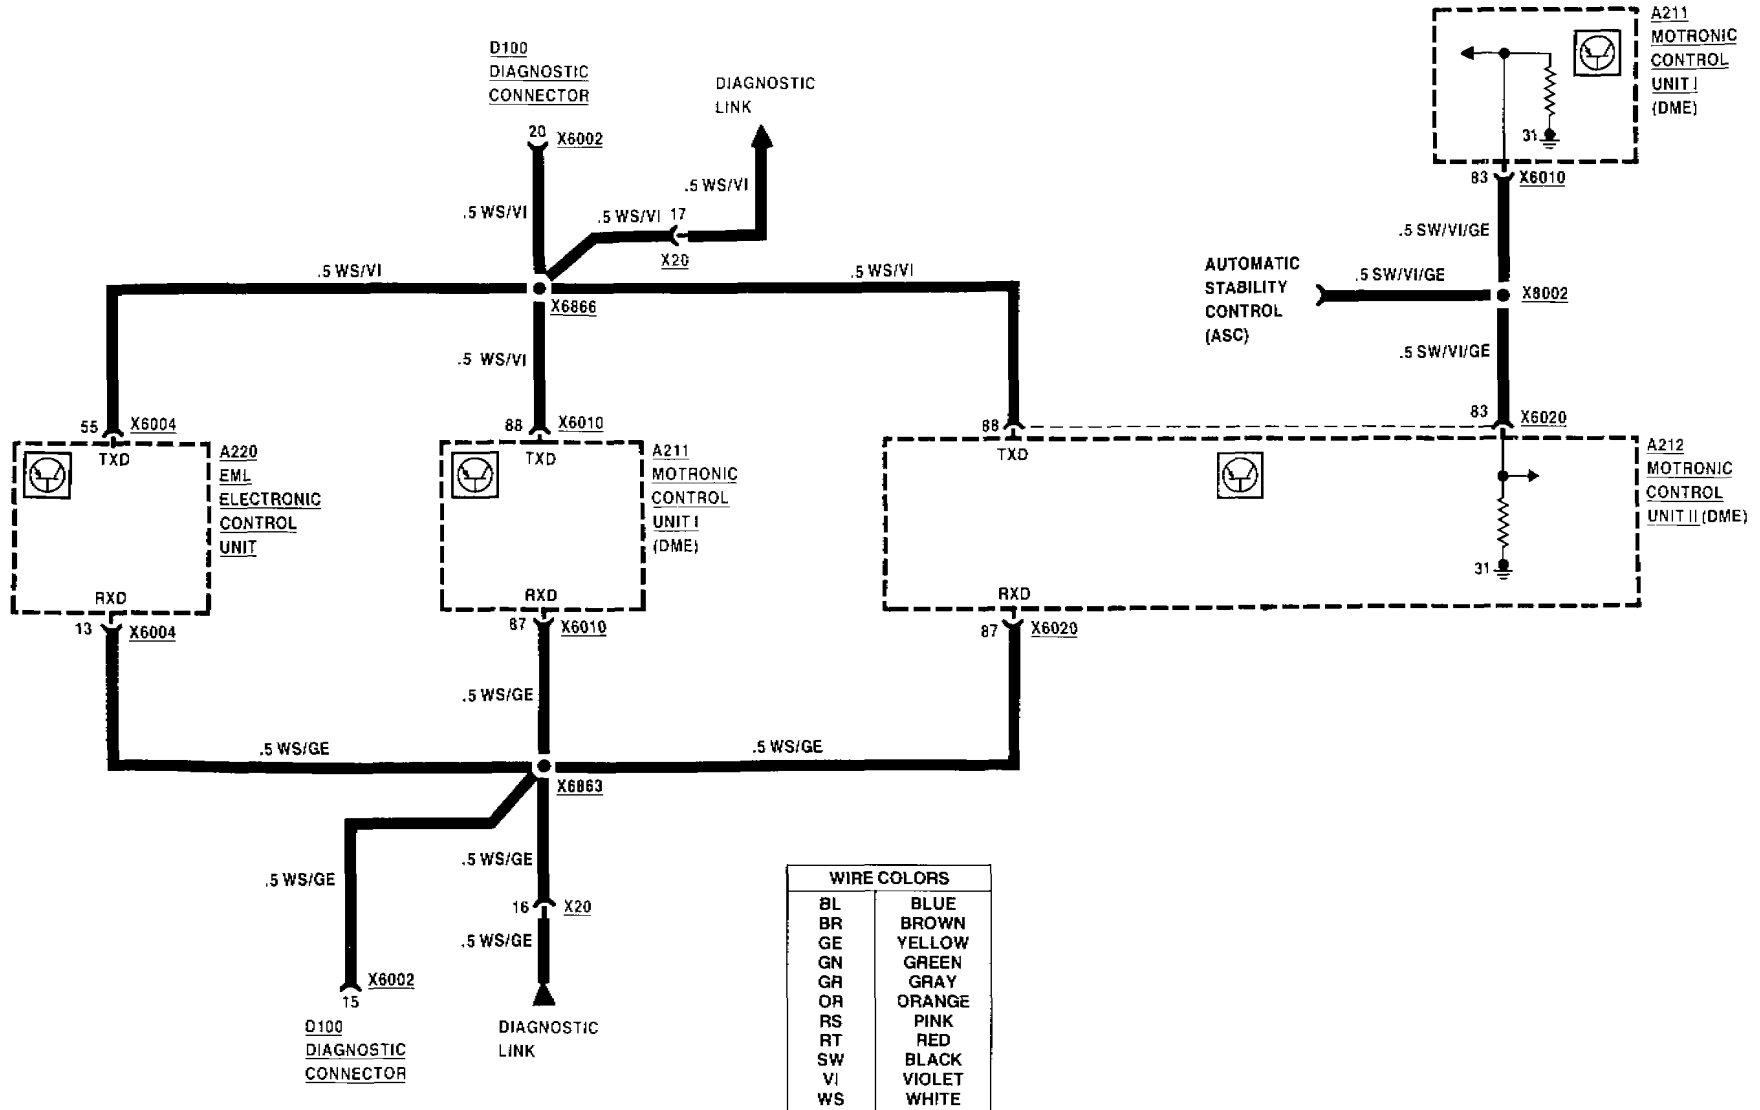 D100
DIAGNOSTIC
CONNECTOR
20 X6002
DIAGNOSTIC
LINK
.5 WS/VI
.5 WS/VI
.5 WS/VI 17
X20
.5 WS/VI
.5 WS/VI
X6866
.5 WS/VI
A211
MOTRONIC
CONTROL
UNIT I
(DME)
31
83 X6010
.5 SW/VI/GE
AUTOMATIC
STABILITY
CONTROL
(ASC)
.5 SW/VI/GE
X8002
.5 SW/VI/GE
55 X6004
TXD
A220
EML
ELECTRONIC
CONTROL
UNIT
RXD
13 X6004
88 X6010
TXD
A211
MOTRONIC
CONTROL
UNIT I
(DME)
RXD
87 X6010
88
TXD
83 X6020
A212
MOTRONIC
CONTROL
UNIT II (DME)
31
RXD
87 X6020
.5 WS/GE
.5 WS/GE
.5 WS/GE
X6863
.5 WS/GE
.5 WS/GE
16 X20
.5 WS/GE
X6002
15
D100
DIAGNOSTIC
CONNECTOR
DIAGNOSTIC
LINK
WIRE COLORS
BL BLUE
BR BROWN
GE YELLOW
GN GREEN
GR GRAY
OR ORANGE
RS PINK
RT RED
SW BLACK
VI VIOLET
WS WHITE